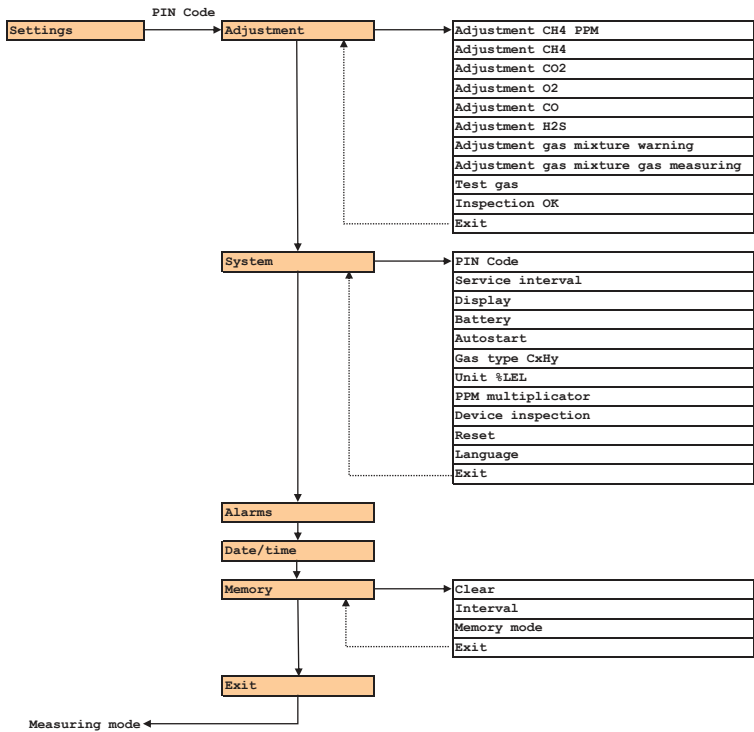 PIN Code
Settings
Adjustment
Adjustment CH4 PPM
Adjustment CH4
Adjustment CO2
Adjustment O2
Adjustment CO
Adjustment H2S
Adjustment gas mixture warning
Adjustment gas mixture gas measuring
Test gas
Inspection OK
Exit
System
PIN Code
Service interval
Display
Battery
Autostart
Gas type CxHy
Unit %LEL
PPM multiplicator
Device inspection
Reset
Language
Exit
Alarms
Date/time
Memory
Clear
Interval
Memory mode
Exit
Exit
Measuring mode